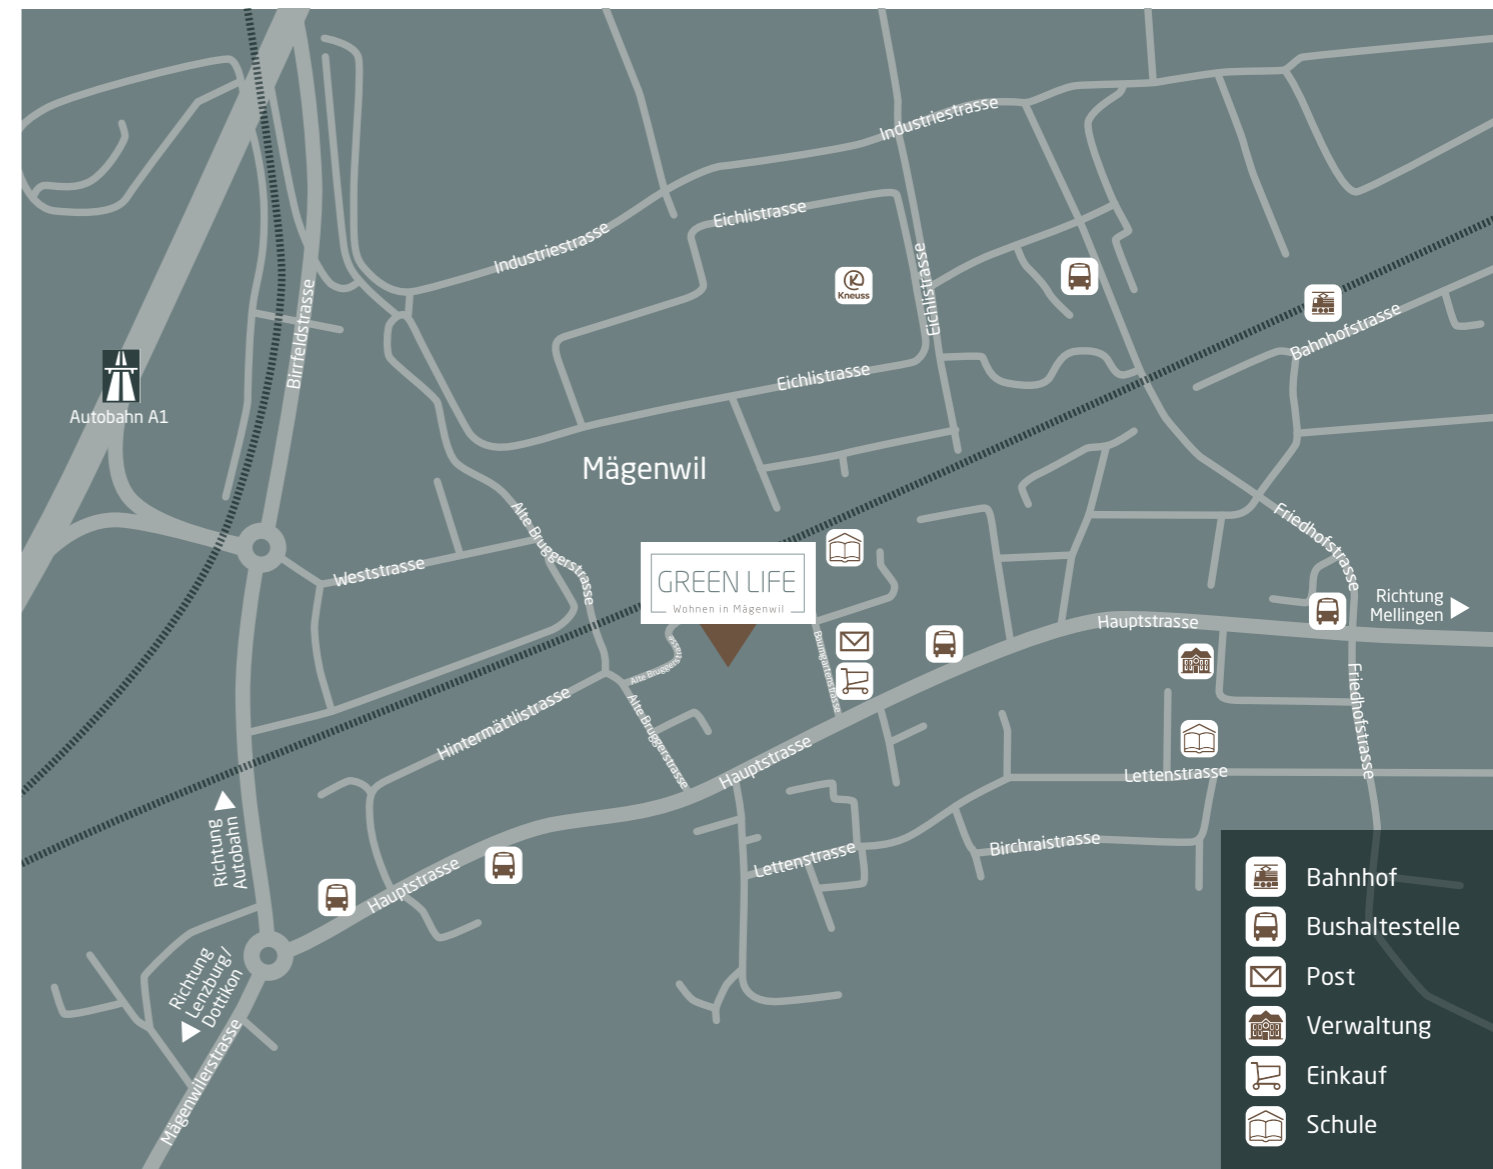 Industriestrasse
Eichlistrasse
Industriestrasse
Eichlistrasse
Kneuss
Birrfeldstrasse
Bahnhofstrasse
Eichlistrasse
Autobahn A1
Mägenwil
Alte Bruggerstrasse
Friedhofstrasse
Weststrasse
GREEN LIFE
Wohnen in Mägenwil
Richtung
Mellingen
Hauptstrasse
Baumgartenstrasse
Alte Bruggerstrasse
Hintermättlistrasse
Alte Bruggerstrasse
Friedhofstrasse
Hauptstrasse
Lettenstrasse
Richtung
Autobahn
Lettenstrasse
Birchraistrasse
Hauptstrasse
Richtung
Lenzburg/
Dottikon
Mägenwilerstrasse
Bahnhof
Bushaltestelle
Post
Verwaltung
Einkauf
Schule